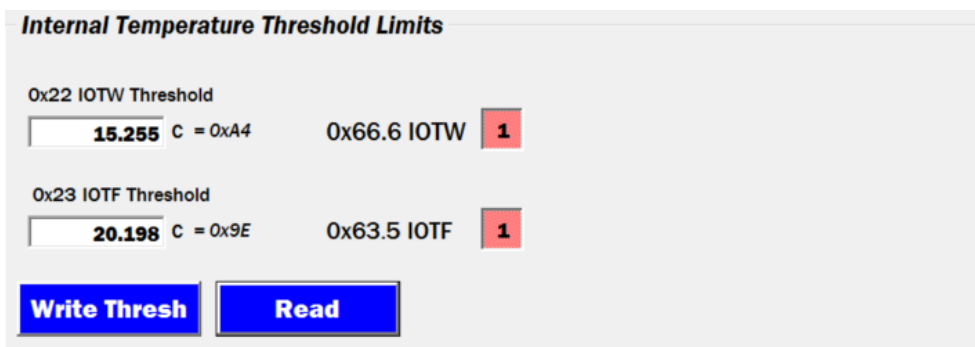 Internal Temperature Threshold Limits
0x22 IOTW Threshold
15.255 C = 0xA4 0x66.6 IOTW 1
0x23 IOTF Threshold
20.198 C = 0x9E 0x63.5 IOTF 1
Write Thresh Read